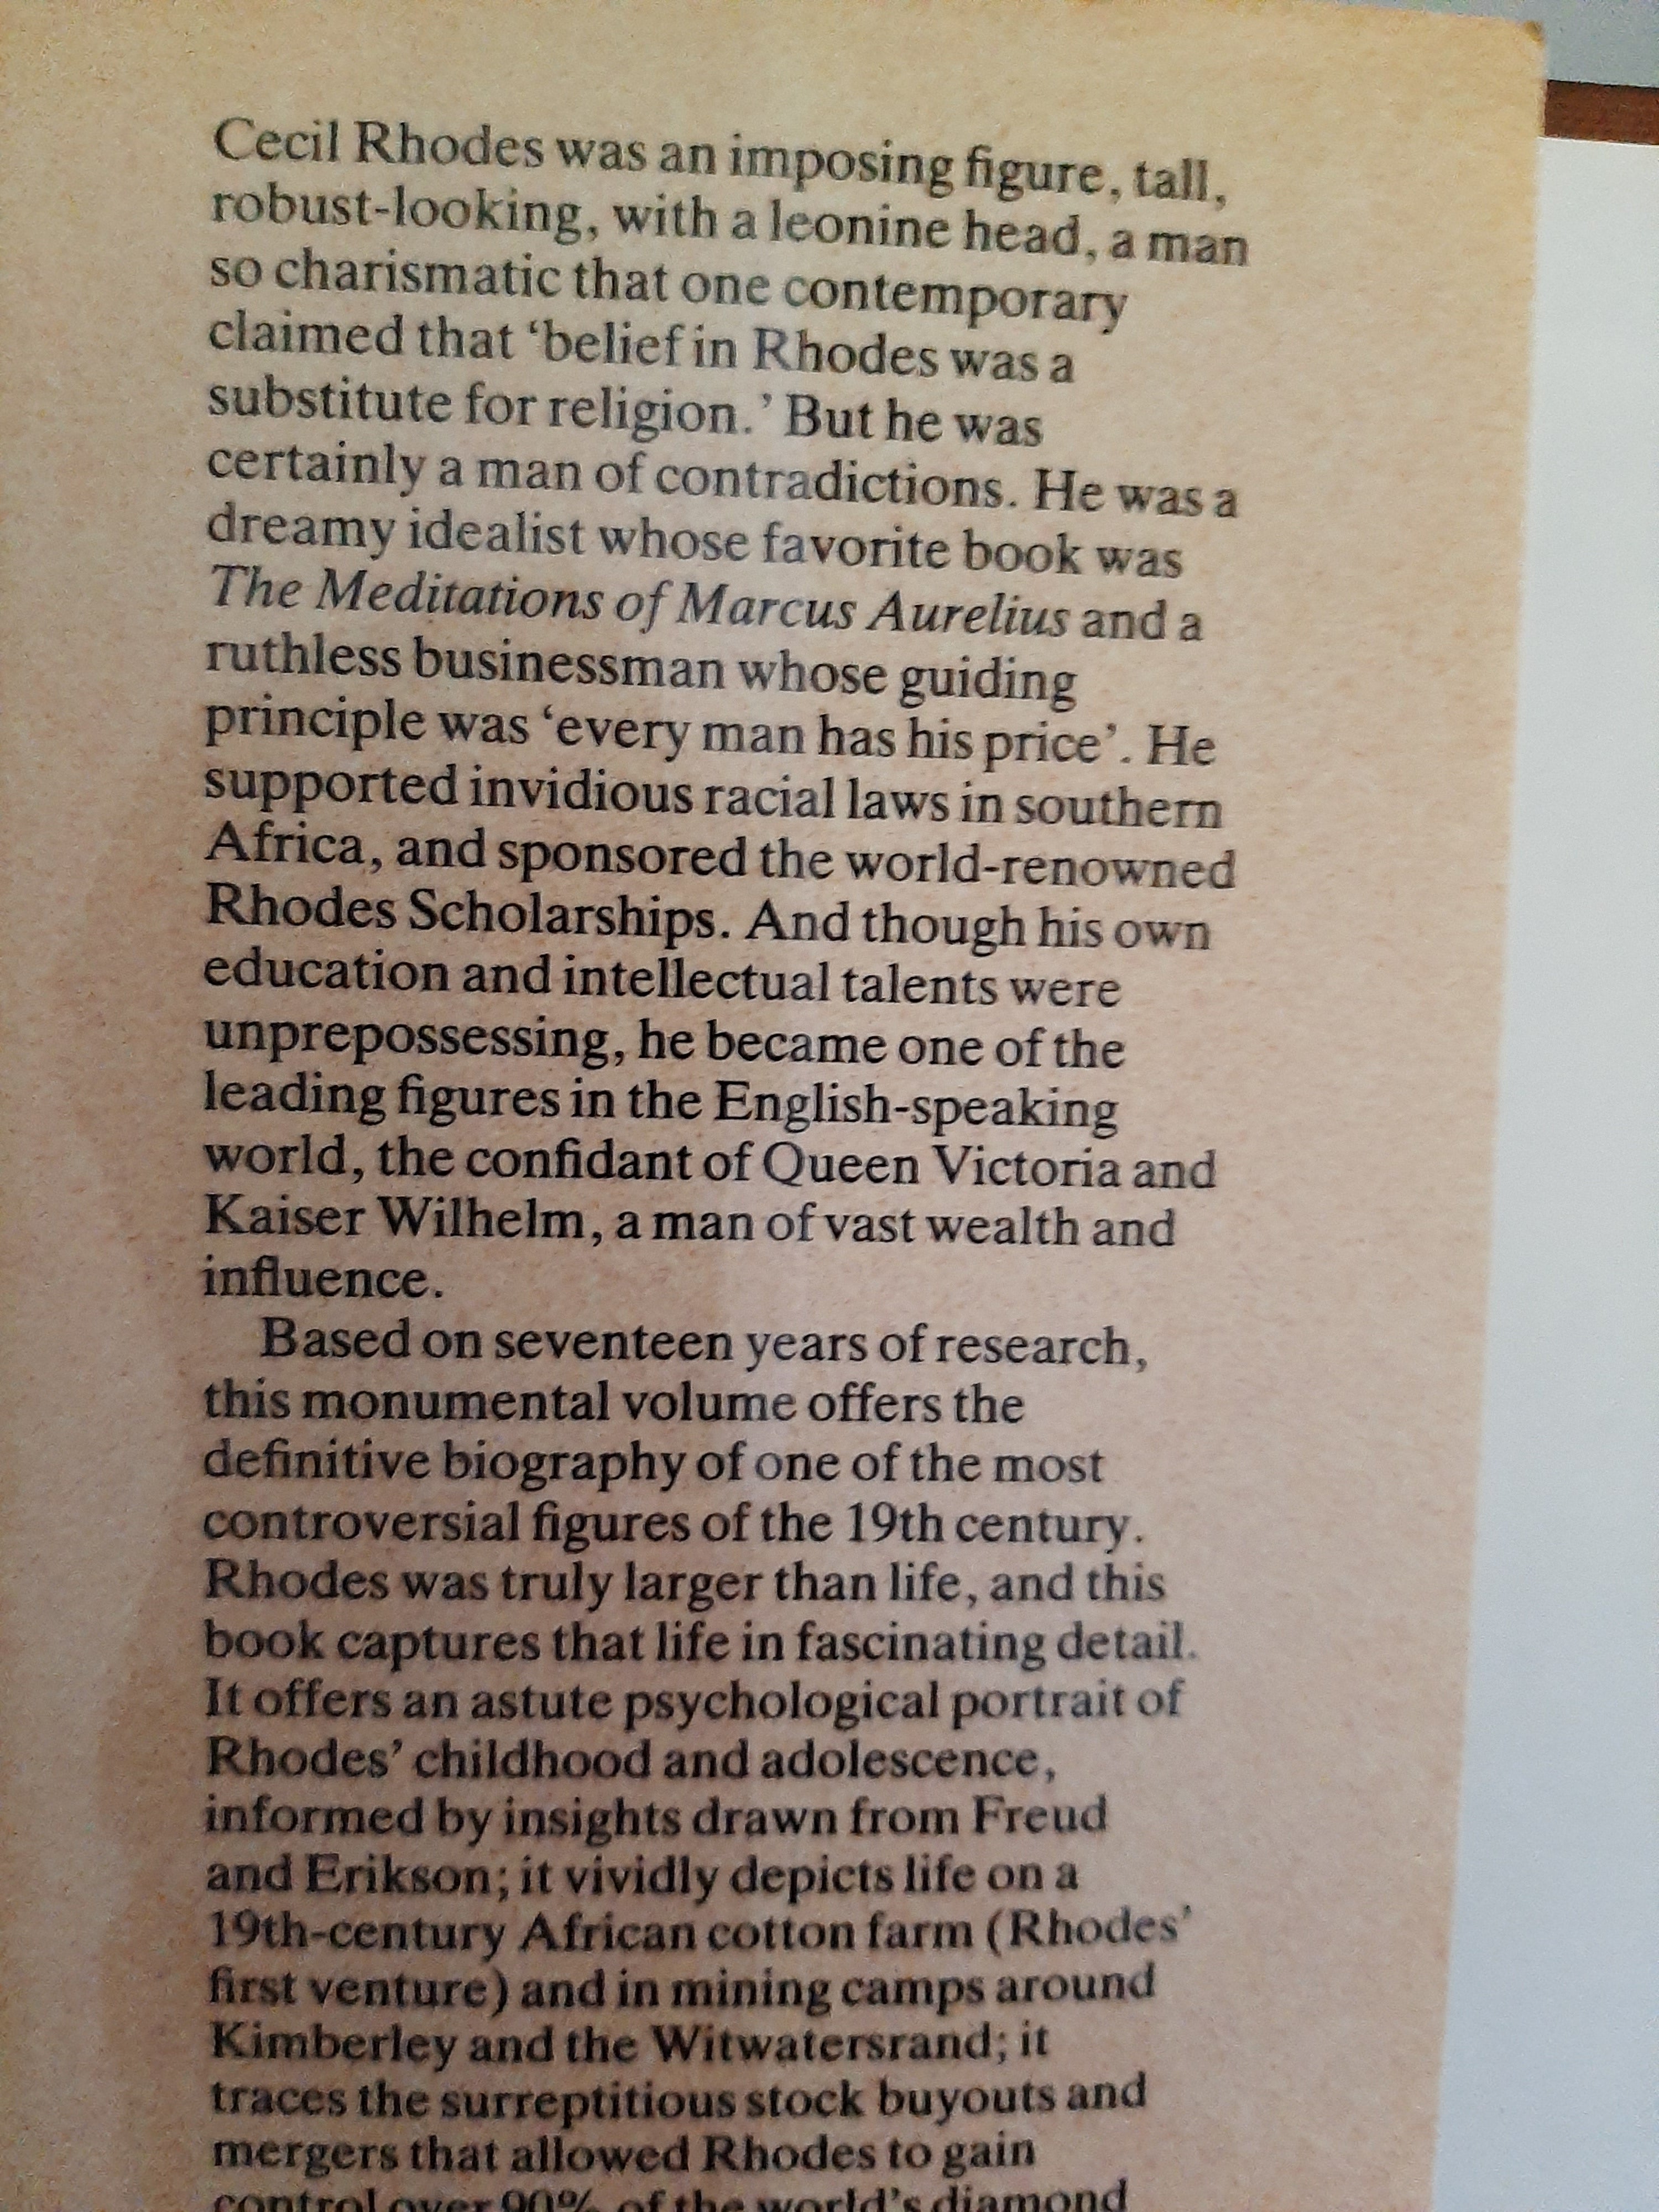 Cecil Rhodes was an imposing figure, tall,
robust-looking, with a leonine head, a man
so charismatic that one contemporary
claimed that ‘belief in Rhodes was a
substitute for religion.’ But he was
certainly a man of contradictions. He was a
dreamy idealist whose favorite book was
The Meditations of Marcus Aurelius and a
ruthless businessman whose guiding
principle was ‘every man has his price’. He
supported invidious racial laws in southern
Africa, and sponsored the world-renowned
Rhodes Scholarships. And though his own
education and intellectual talents were
unprepossessing, he became one of the
leading figures in the English-speaking
world, the confidant of Queen Victoria and
Kaiser Wilhelm, a man of vast wealth and
influence.
Based on seventeen years of research,
this monumental volume offers the
definitive biography of one of the most
controversial figures of the 19th century.
Rhodes was truly larger than life, and this
book captures that life in fascinating detail.
It offers an astute psychological portrait of
Rhodes’ childhood and adolescence,
informed by insights drawn from Freud
and Erikson; it vividly depicts life on a
19th-century African cotton farm (Rhodes’
first venture) and in mining camps around
Kimberley and the Witwatersrand; it
traces the surreptitious stock buyouts and
mergers that allowed Rhodes to gain
control over 90% of the world’s diamond